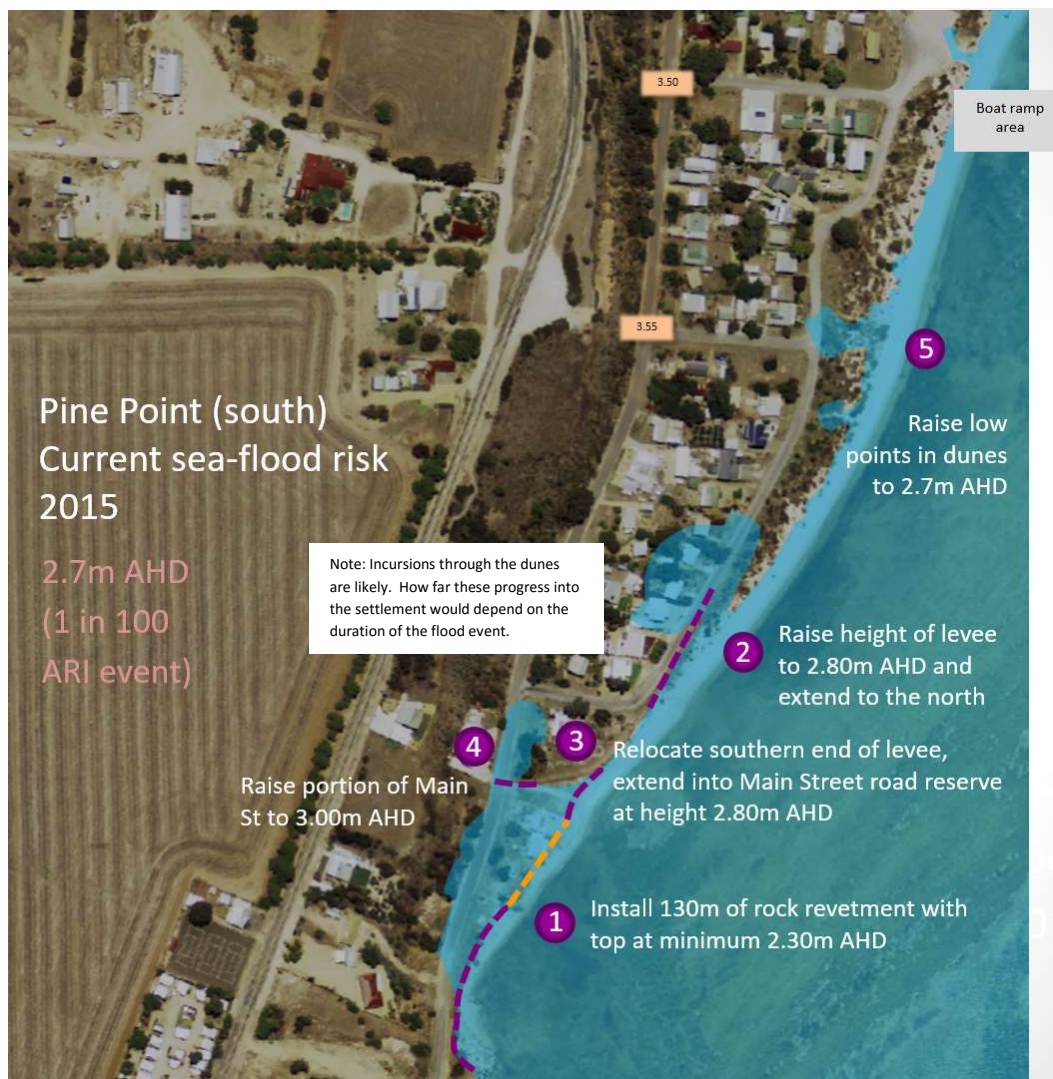 3.50
Boat ramp
area
3.55
5
Pine Point (south)
Current sea-flood risk
2015
Raise low
points in dunes
to 2.7m AHD
2.7m AHD
(1 in 100
ARI event)
Note: Incursions through the dunes
are likely. How far these progress into
the settlement would depend on the
duration of the flood event.
2
Raise height of levee
to 2.80m AHD and
extend to the north
4
3
Relocate southern end of levee,
extend into Main Street road reserve
at height 2.80m AHD
Raise portion of Main
St to 3.00m AHD
1
Install 130m of rock revetment with
top at minimum 2.30m AHD